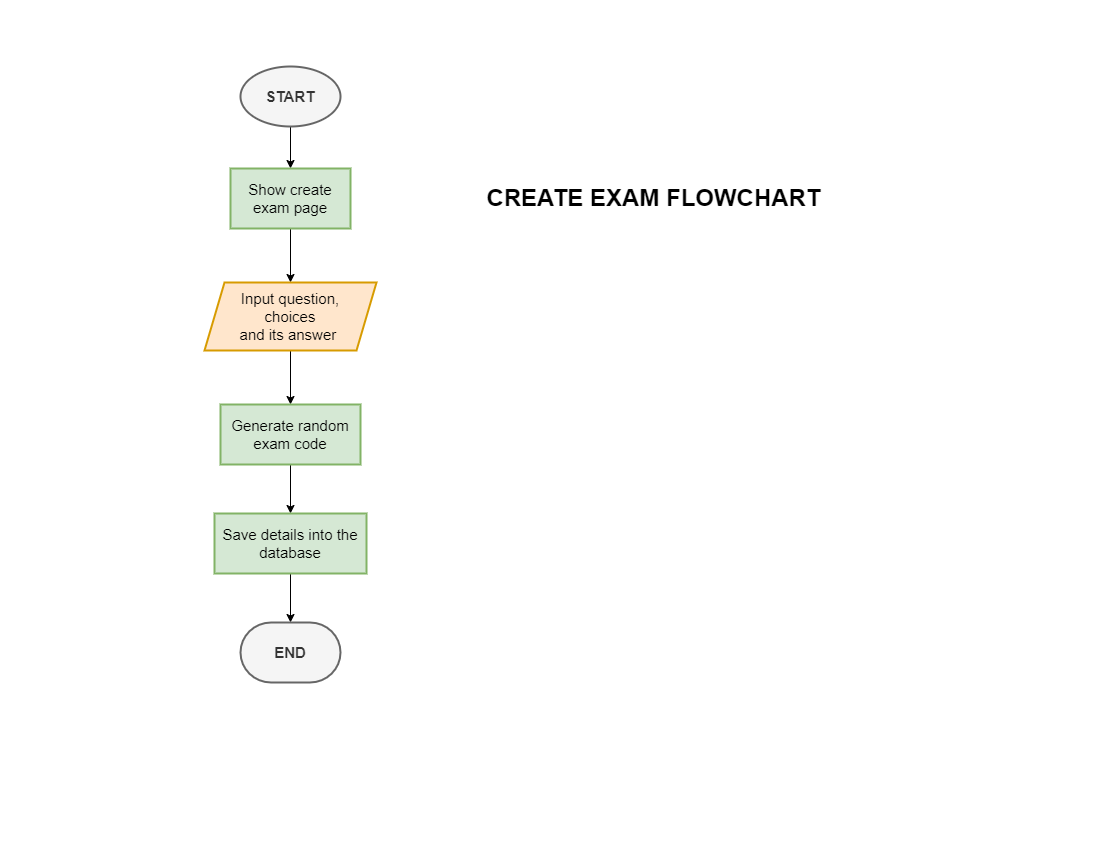 START
Show create
exam page
CREATE EXAM FLOWCHART
Input question,
choices
and its answer
Generate random
exam code
Save details into the
database
END